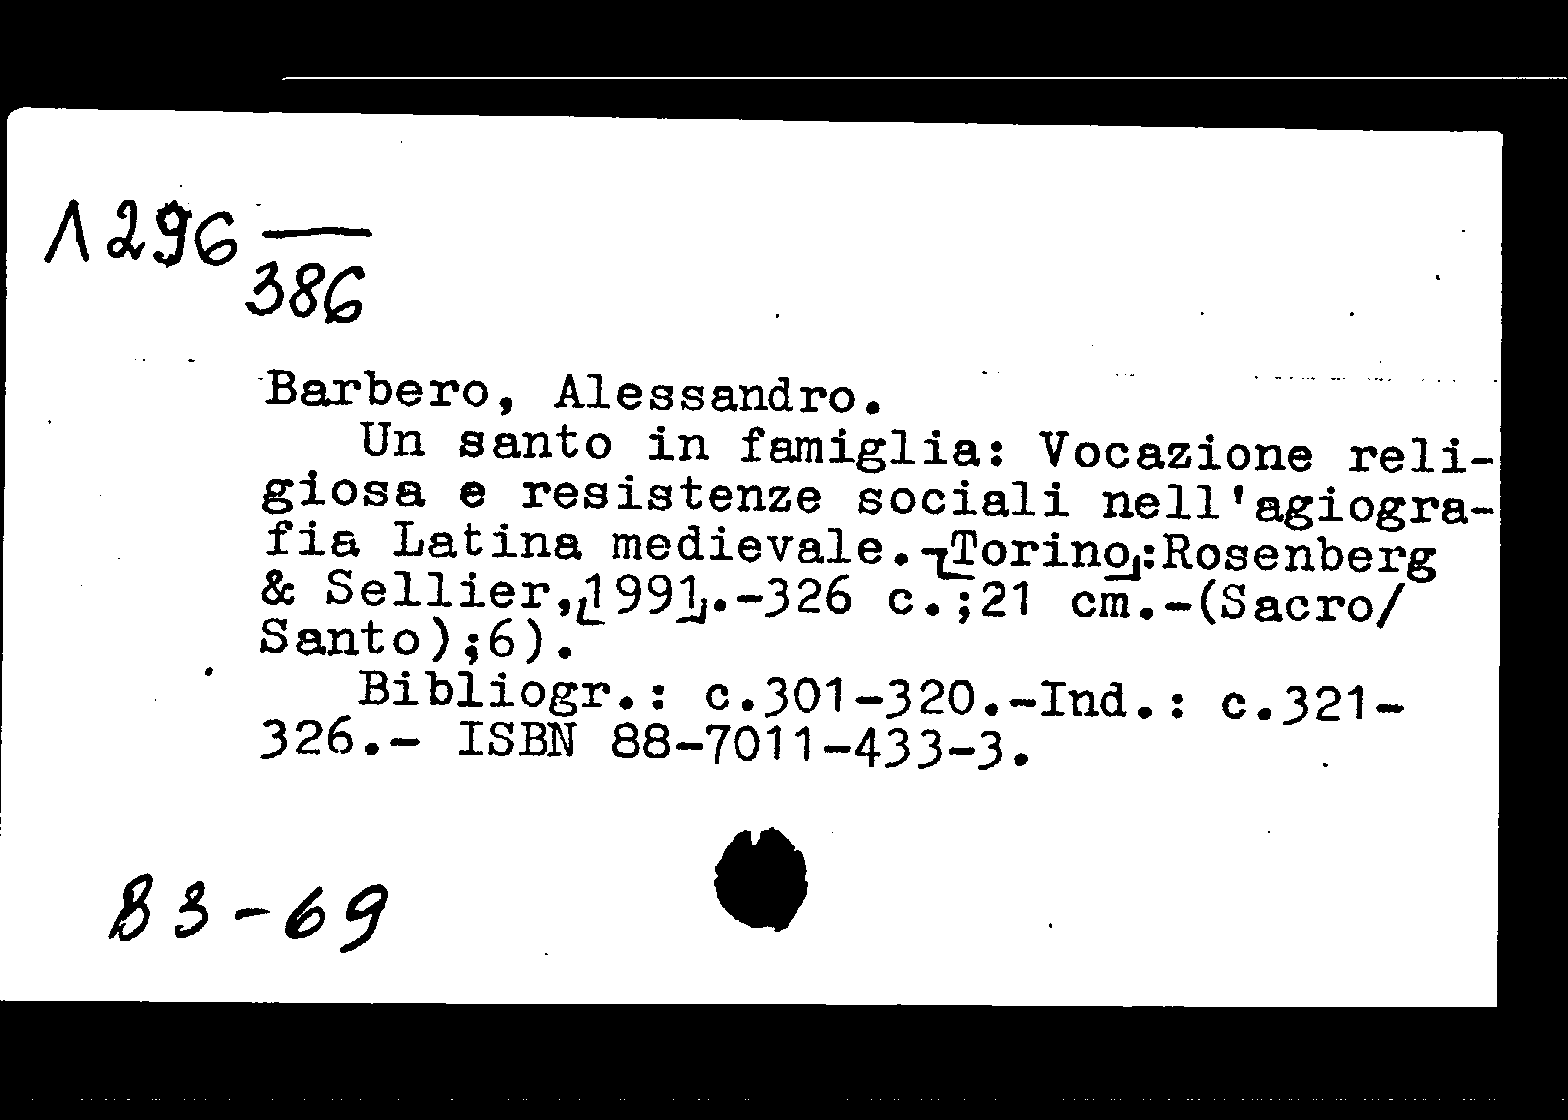 Л 296 —
386
Barbero, Alessandro.
Un santo in famiglia: Vocazione reli-
giosa e resistenze sociali nell'agiogra-
fia Latina medievale.-[Torino]:Rosenberg
& Sellier,[1991].-326 c.;21 cm.-(Sacro/
Santo);6).
Bibliogr.: c.301-320.-Ind.: c.321-
326.- ISBN 88-7011-433-3.
В3-69